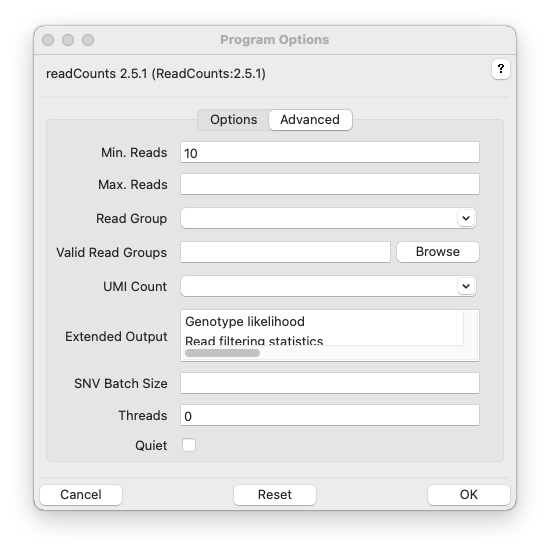 Program Options
readCounts 2.5.1 (ReadCounts:2.5.1)
?
Options Advanced
Min. Reads 10
Max. Reads
Read Group
Valid Read Groups Browse
UMI Count
Extended Output Genotype likelihood
Read filtering statistics
SNV Batch Size
Threads 0
Quiet
Cancel Reset OK